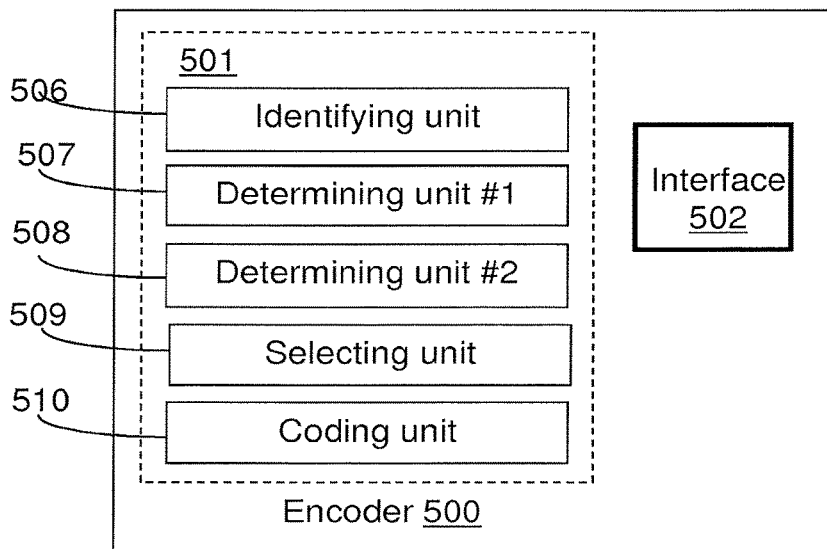 501
506
Identifying unit
507
Determining unit #1
Interface
502
508
Determining unit #2
509
Selecting unit
510
Coding unit
Encoder 500